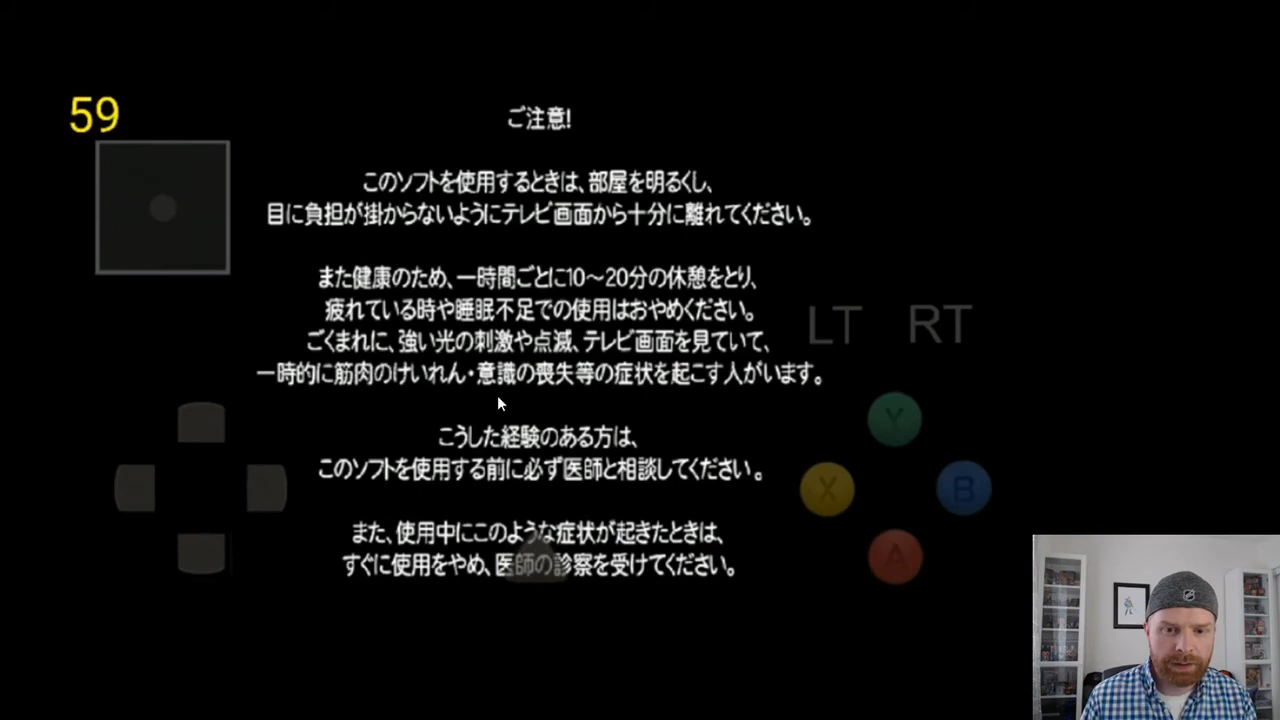 59
ご注意!
このソフトを使用するときは、部屋を明るくし、
目に負担が掛からないようにテレビ画面から十分に離れてください。
また健康のため、一時間ごとに10〜20分の休憩をとり、
疲れている時や睡眠不足での使用はおやめください。
ごくまれに、強い光の刺激や点滅、テレビ画面を見ていて、
一時的に筋肉のけいれん・意識の喪失等の症状を起こす人がいます。
LT RT
こうした経験のある方は、
このソフトを使用する前に必ず医師と相談してください。
Y
X
B
A
また、使用中にこのような症状が起きたときは、
すぐに使用をやめ、医師の診察を受けてください。